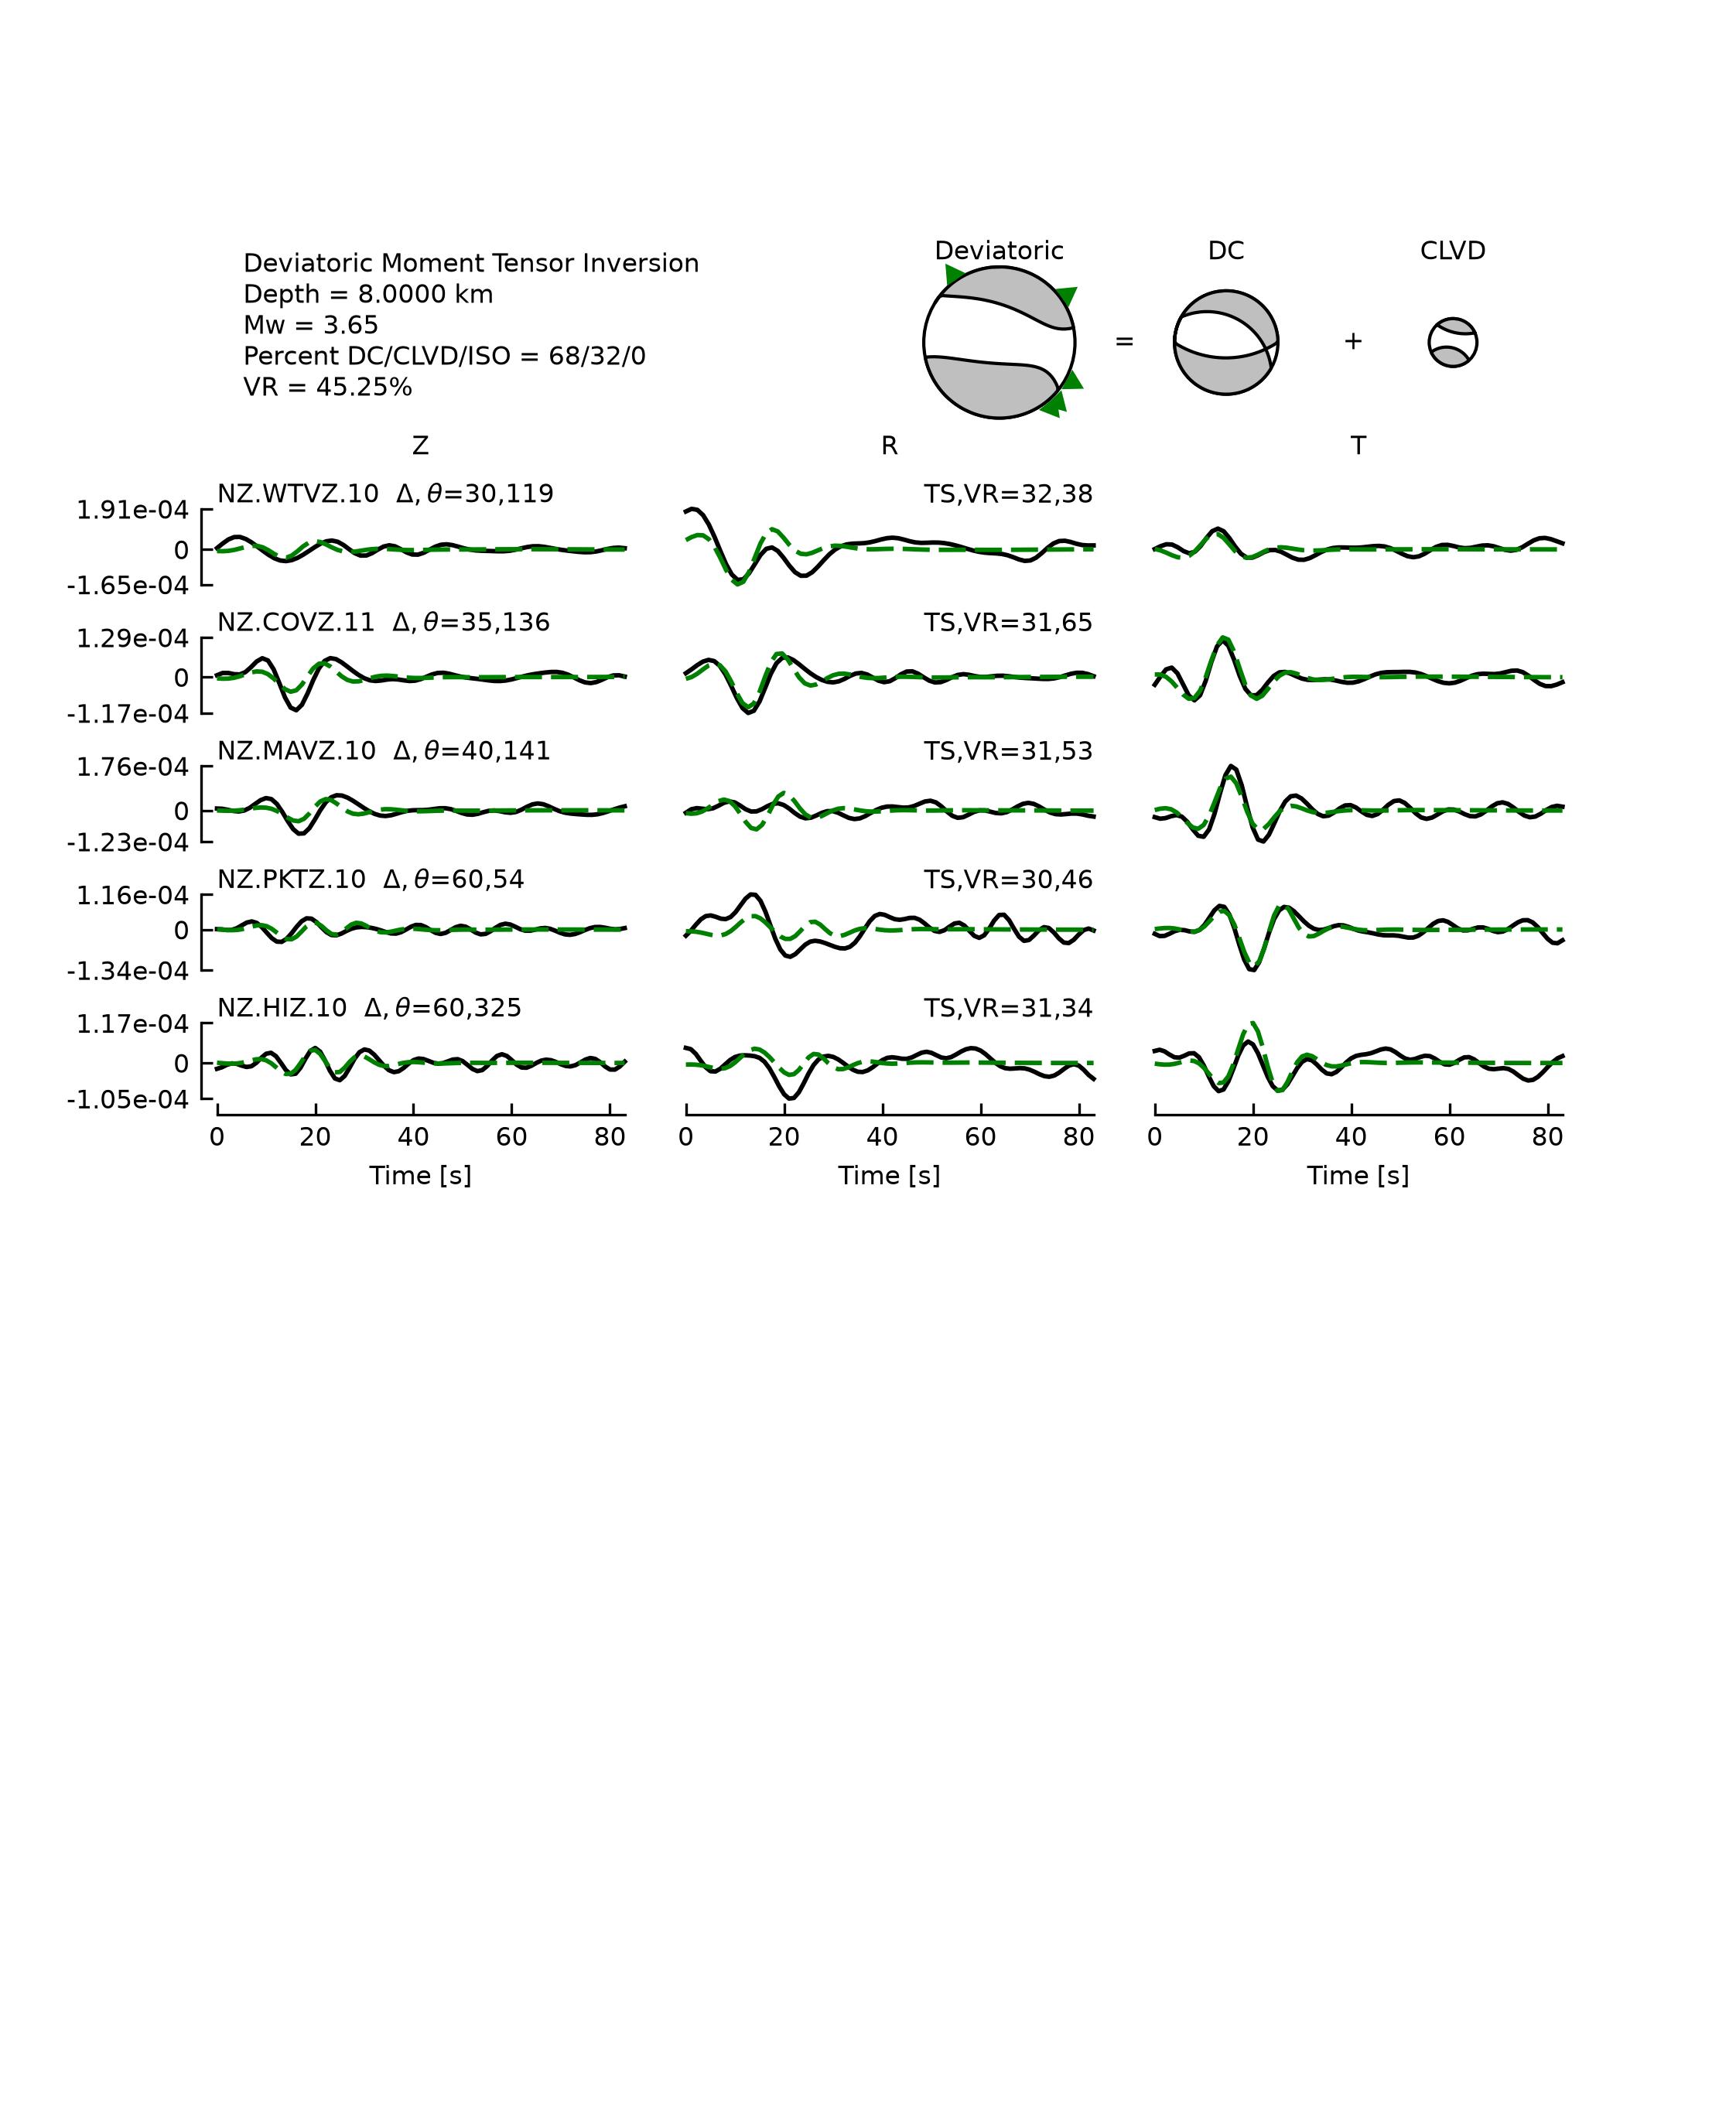 Deviatoric Moment Tensor Inversion
Depth = 8.0000 km
Mw = 3.65
Percent DC/CLVD/ISO = 68/32/0
VR = 45.25%
Deviatoric
DC
CLVD
=
+
Z
R
T
NZ.WTVZ.10 Δ,θ=30,119
TS,VR=32,38
1.91e-04
0
-1.65e-04
NZ.COVZ.11 Δ,θ=35,136
TS,VR=31,65
1.29e-04
0
-1.17e-04
NZ.MAVZ.10 Δ,θ=40,141
TS,VR=31,53
1.76e-04
0
-1.23e-04
NZ.PKTZ.10 Δ,θ=60,54
TS,VR=30,46
1.16e-04
0
-1.34e-04
NZ.HIZ.10 Δ,θ=60,325
TS,VR=31,34
1.17e-04
0
-1.05e-04
0 20 40 60 80
0 20 40 60 80
0 20 40 60 80
Time [s]
Time [s]
Time [s]